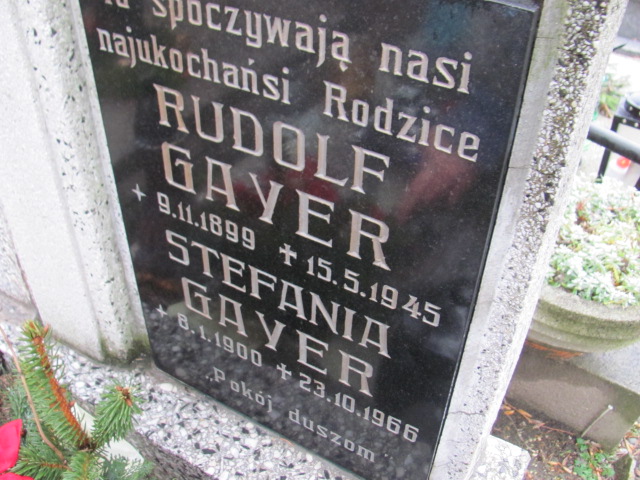 Tu spoczywają nasi
najukochańsi Rodzice
RUDOLF
GAYER
+ 9.11.1899 + 15.5.1945
STEFANIA
GAYER
+ 8.1.1900 + 23.10.1966
„Pokój duszom